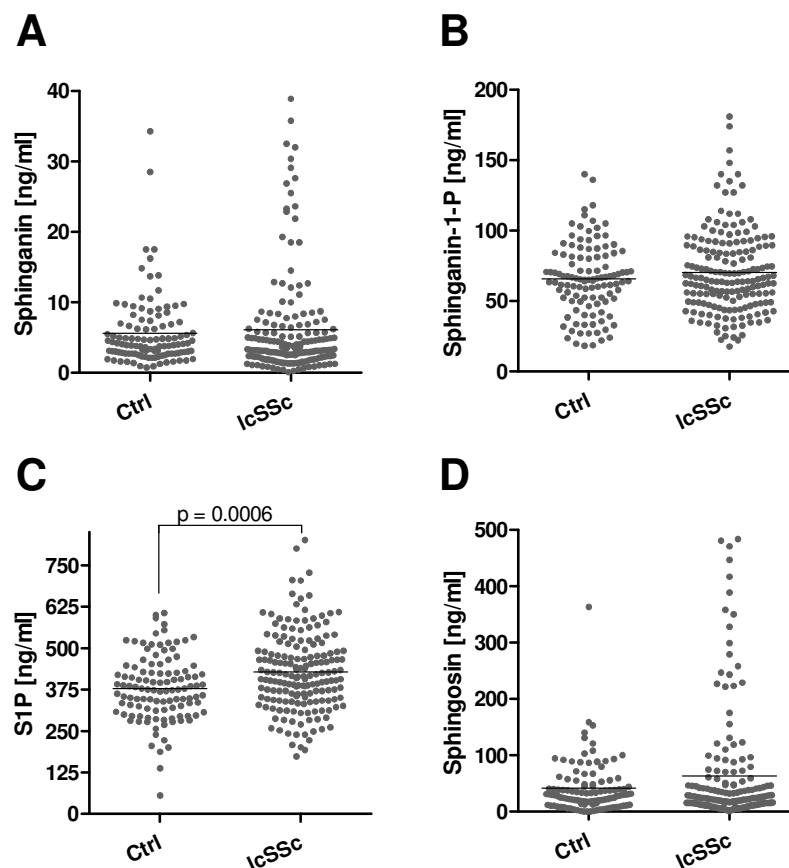 A
Sphinganin [ng/ml]
40
30
20
10
0
Ctrl
lcSSc
B
Sphinganin-1-P [ng/ml]
200
150
100
50
0
Ctrl
lcSSc
C
p = 0.0006
S1P [ng/ml]
750
625
500
375
250
125
0
Ctrl
lcSSc
D
Sphingosin [ng/ml]
500
400
300
200
100
0
Ctrl
lcSSc